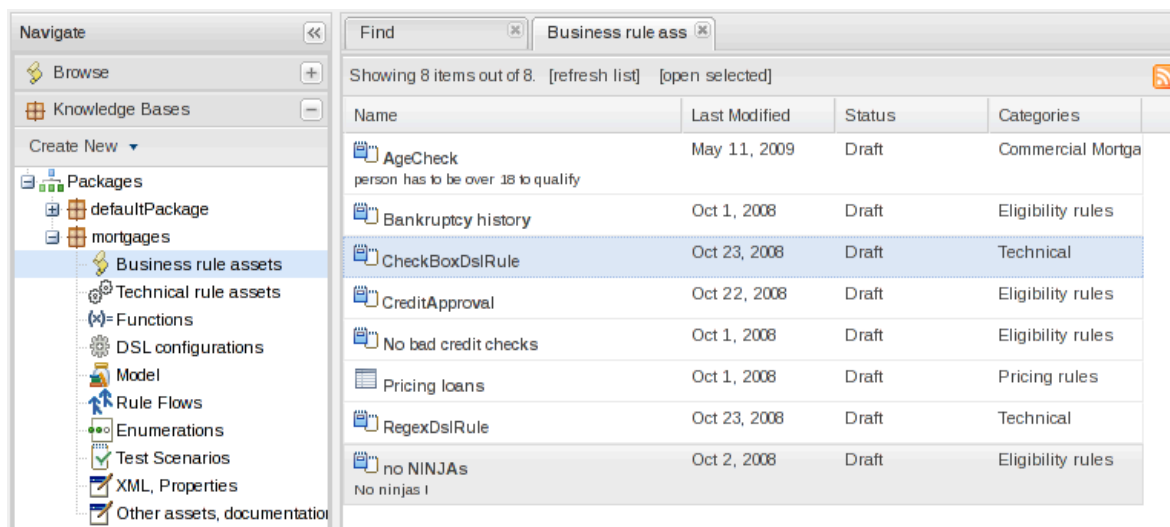 Navigate
Browse
Knowledge Bases
Create New
Packages
defaultPackage
mortgages
Business rule assets
Technical rule assets
(x)= Functions
DSL configurations
Model
Rule Flows
Enumerations
Test Scenarios
XML, Properties
Other assets, documentation
Find Business rule ass
Showing 8 items out of 8. [refresh list] [open selected]
Name Last Modified Status Categories
AgeCheck May 11, 2009 Draft Commercial Mortga
person has to be over 18 to qualify
Bankruptcy history Oct 1, 2008 Draft Eligibility rules
CheckBoxDslRule Oct 23, 2008 Draft Technical
CreditApproval Oct 22, 2008 Draft Eligibility rules
No bad credit checks Oct 1, 2008 Draft Eligibility rules
Pricing loans Oct 1, 2008 Draft Pricing rules
RegexDslRule Oct 23, 2008 Draft Technical
no NINJAs Oct 2, 2008 Draft Eligibility rules
No ninjas !